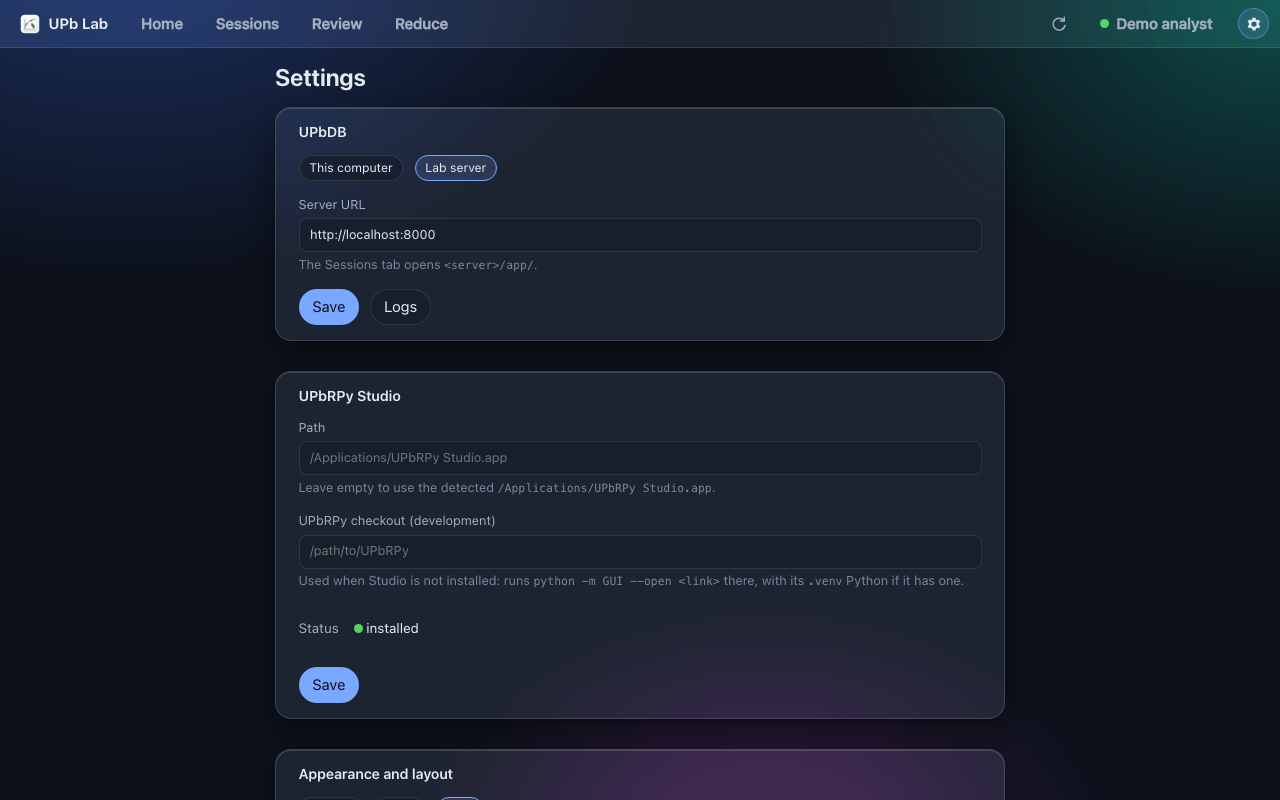 UPb Lab Home Sessions Review Reduce Demo analyst
Settings
UPbDB
This computer Lab server
Server URL
http://localhost:8000
The Sessions tab opens <server>/app/.
Save Logs
UPbRPy Studio
Path
/Applications/UPbRPy Studio.app
Leave empty to use the detected /Applications/UPbRPy Studio.app.
UPbRPy checkout (development)
/path/to/UPbRPy
Used when Studio is not installed: runs python -m GUI --open <link> there, with its .venv Python if it has one.
Status installed
Save
Appearance and layout